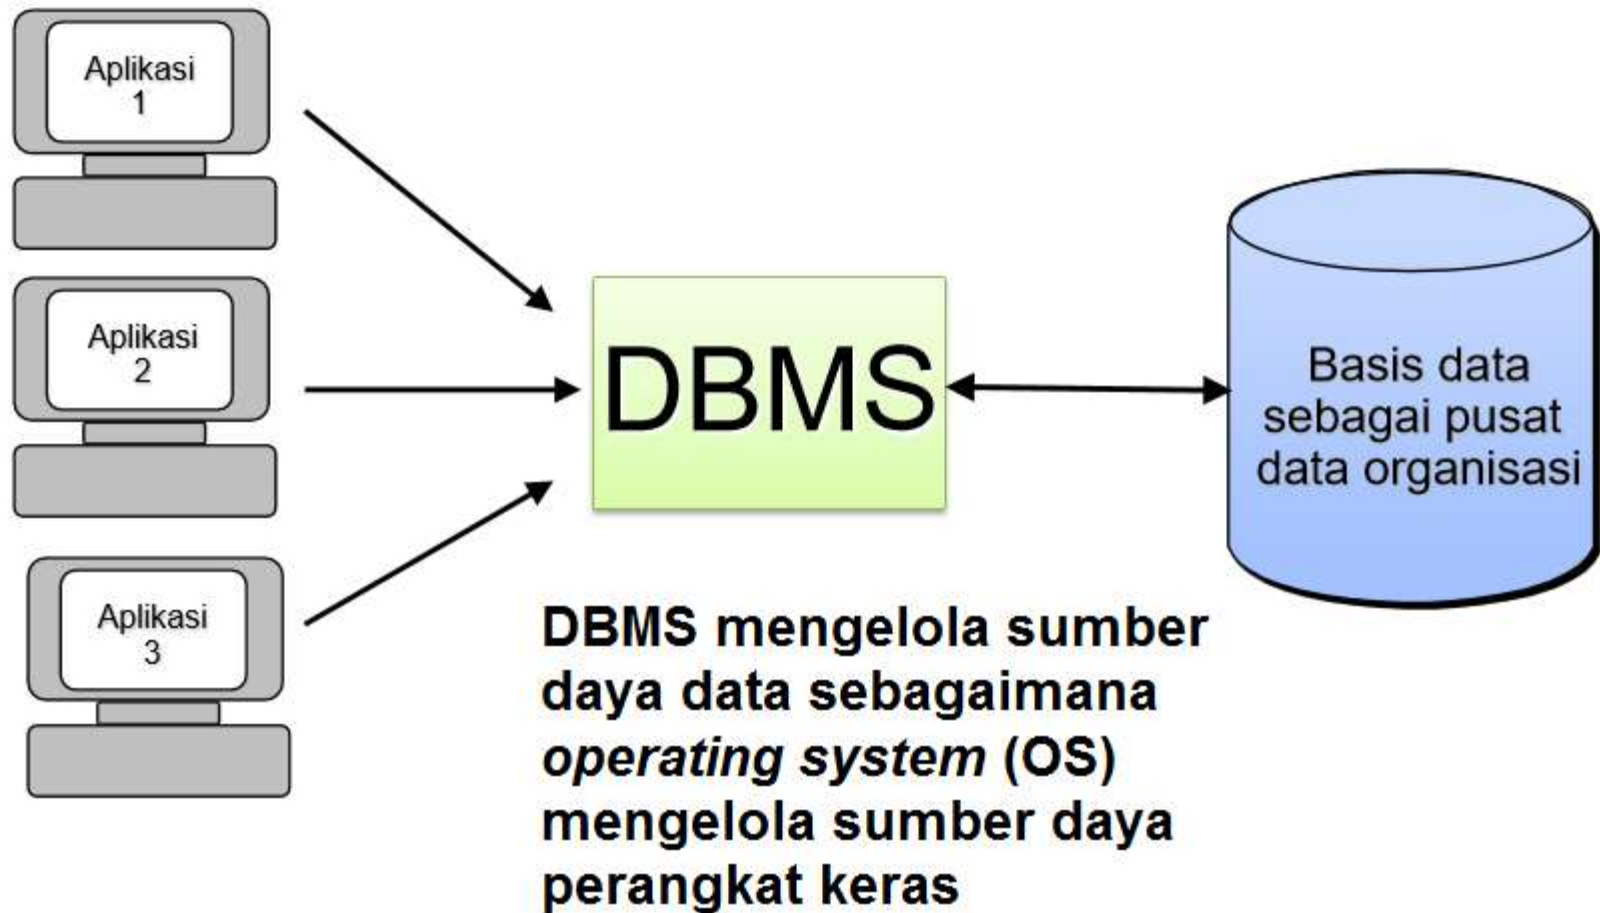 Aplikasi
1
Aplikasi
2
Aplikasi
3
DBMS
Basis data
sebagai pusat
data organisasi
DBMS mengelola sumber
daya data sebagaimana
operating system (OS)
mengelola sumber daya
perangkat keras